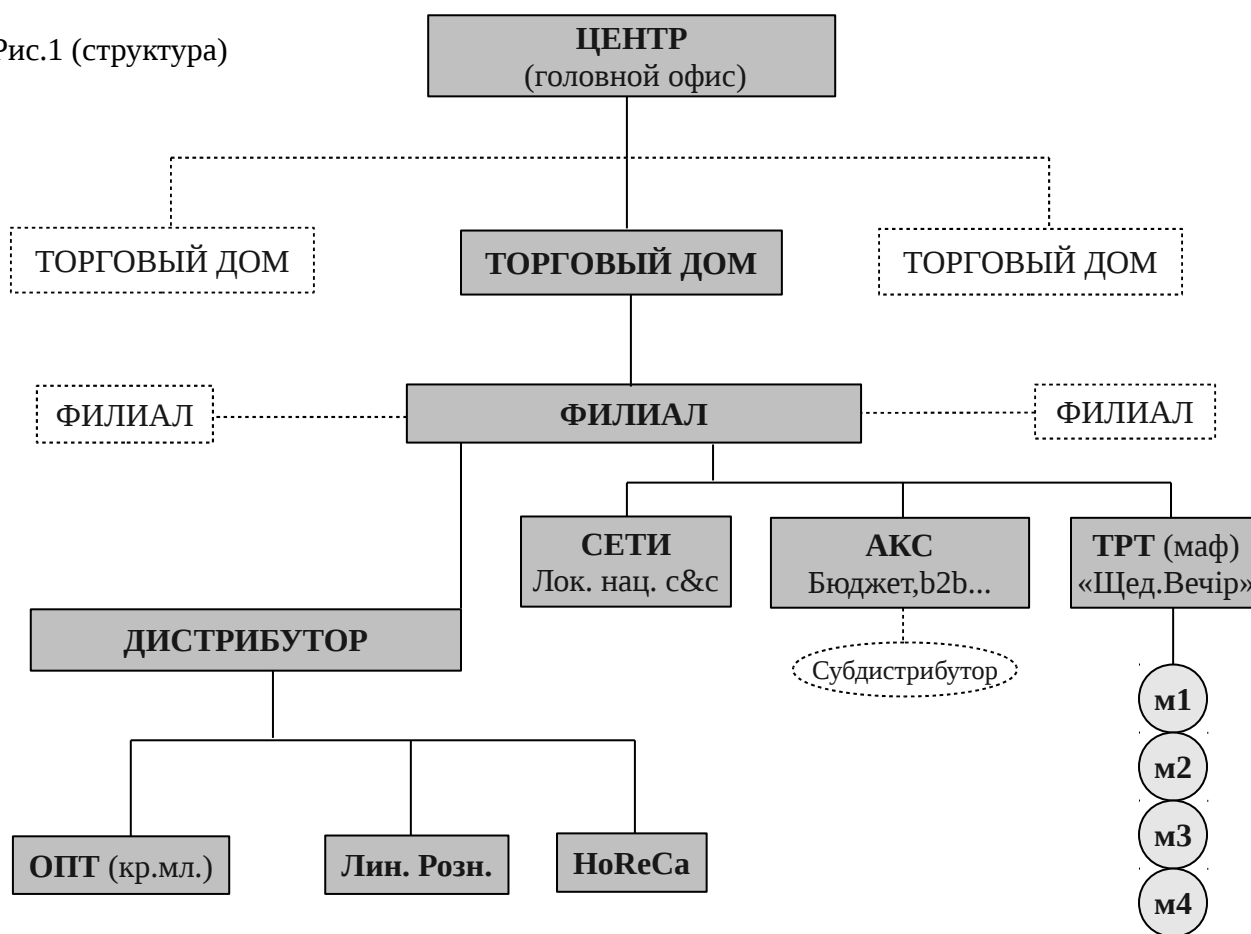 Рис.1 (структура)
ЦЕНТР
(головной офис)
ТОРГОВЫЙ ДОМ
ТОРГОВЫЙ ДОМ
ТОРГОВЫЙ ДОМ
ФИЛИАЛ
ФИЛИАЛ
ФИЛИАЛ
СЕТИ
Лок. нац. c&c
АКС
Бюджет,b2b...
ТРТ (маф)
«Щед.Вечір»
ДИСТРИБУТОР
Субдистрибутор
м1
м2
м3
м4
ОПТ (кр.мл.)
Лин. Розн.
HoReCa